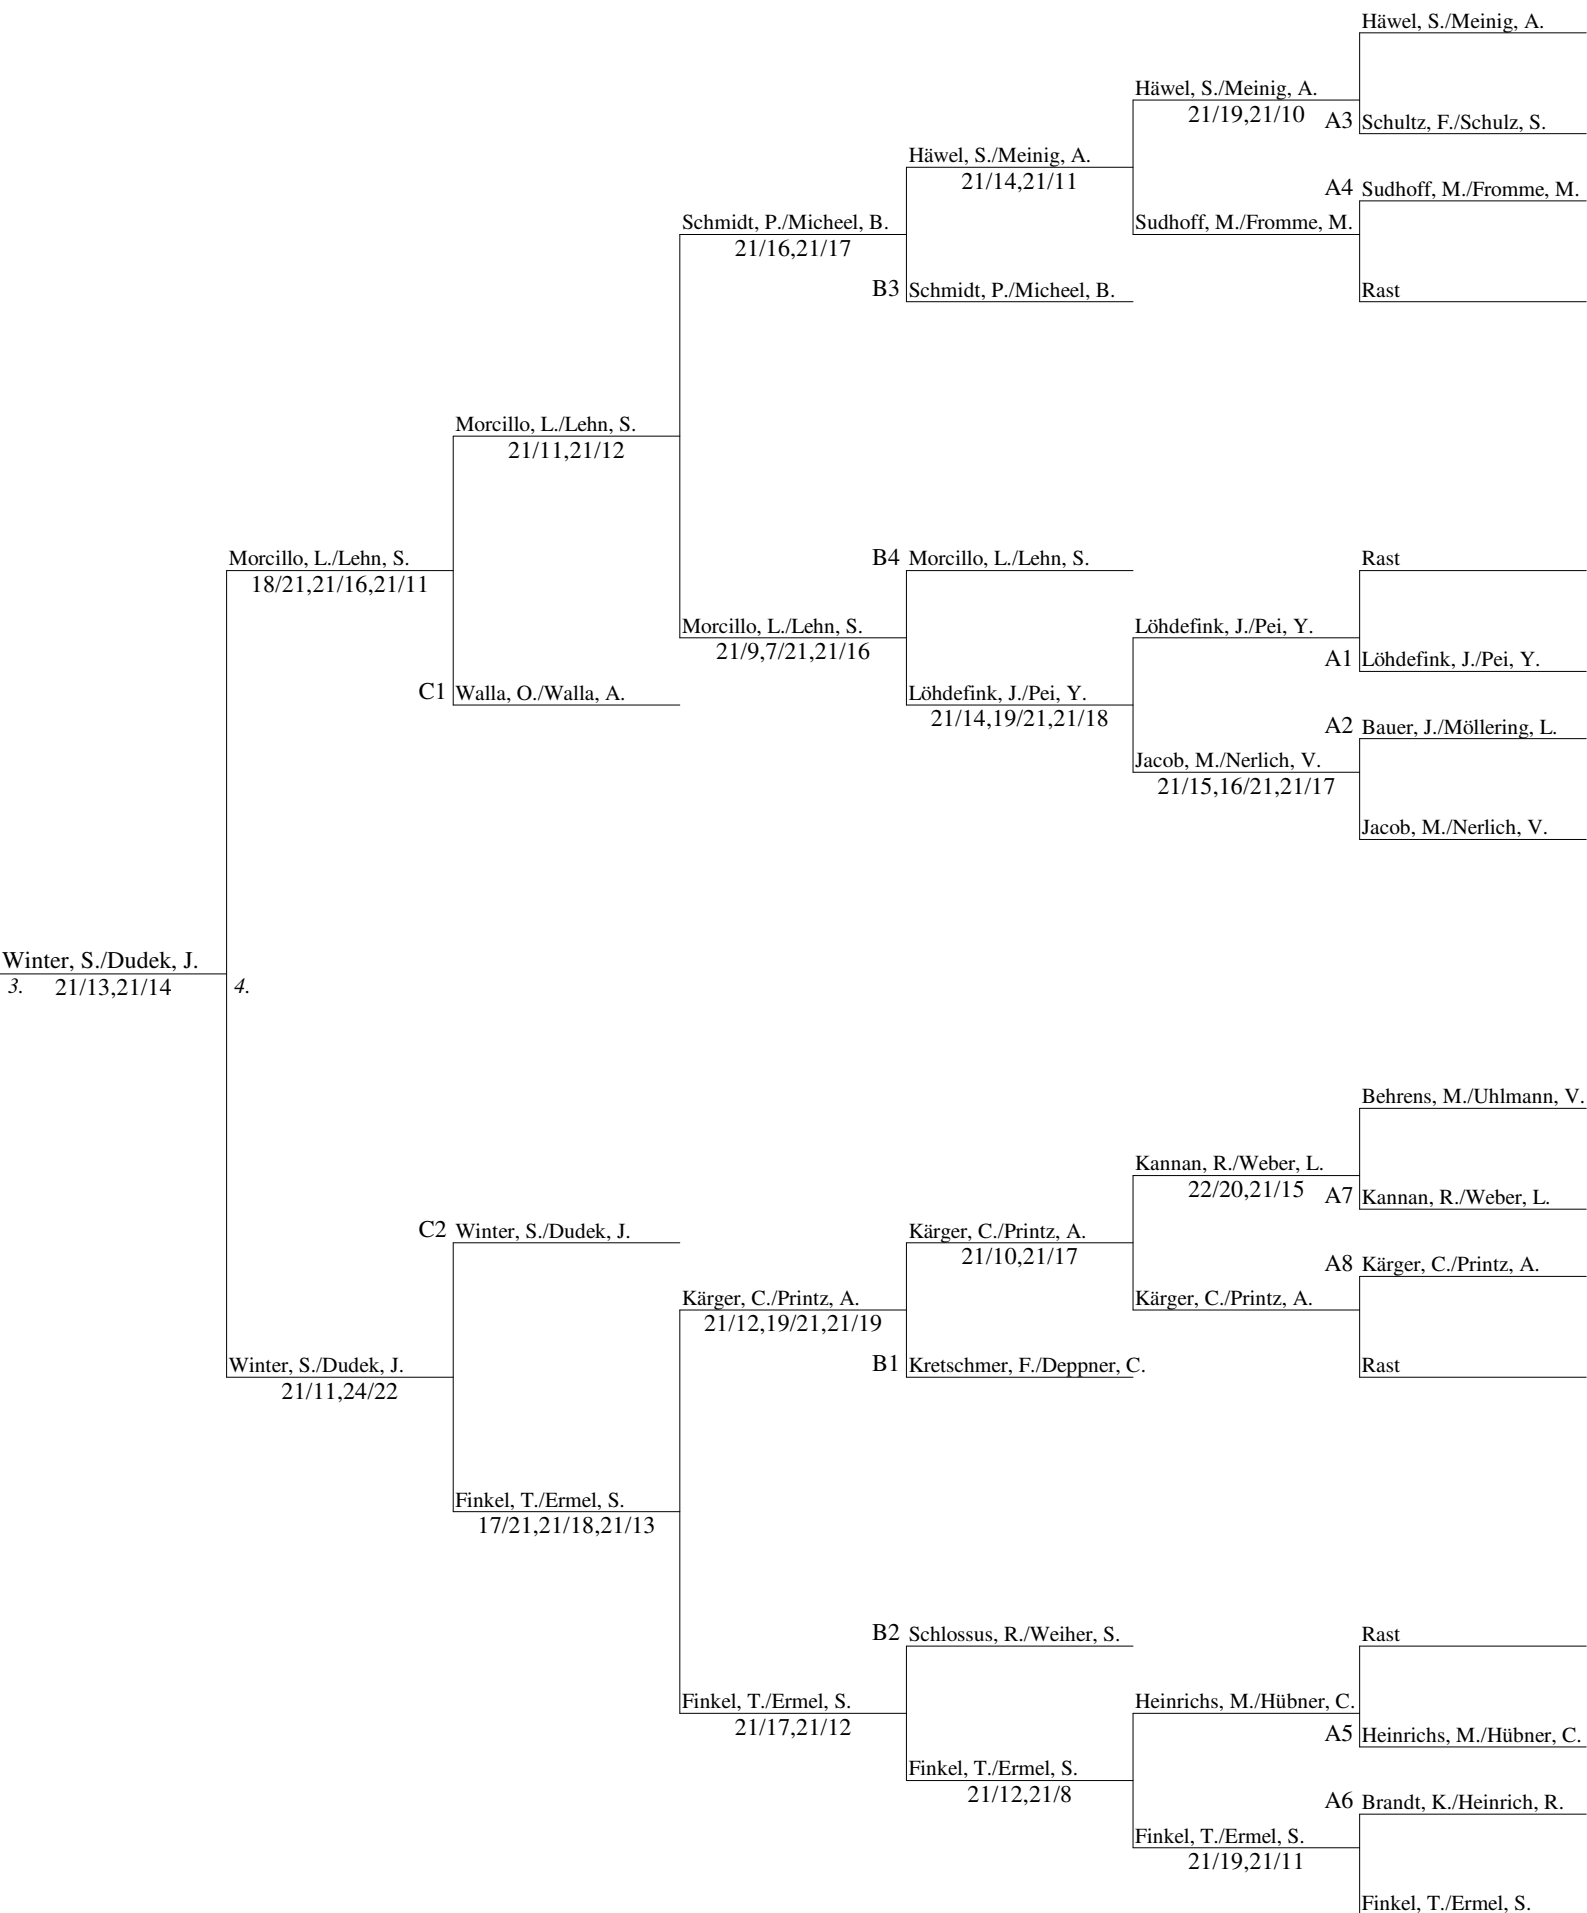 Häwel, S./Meinig, A.
Häwel, S./Meinig, A.
21/19,21/10
A3 Schultz, F./Schulz, S.
Häwel, S./Meinig, A.
21/14,21/11
A4 Sudhoff, M./Fromme, M.
Schmidt, P./Micheel, B.
21/16,21/17
Sudhoff, M./Fromme, M.
B3 Schmidt, P./Micheel, B.
Rast
Morcillo, L./Lehn, S.
21/11,21/12
Morcillo, L./Lehn, S.
18/21,21/16,21/11
B4 Morcillo, L./Lehn, S.
Rast
Morcillo, L./Lehn, S.
21/9,7/21,21/16
Löhdefink, J./Pei, Y.
A1 Löhdefink, J./Pei, Y.
C1 Walla, O./Walla, A.
Löhdefink, J./Pei, Y.
21/14,19/21,21/18
A2 Bauer, J./Möllering, L.
Jacob, M./Nerlich, V.
21/15,16/21,21/17
Jacob, M./Nerlich, V.
Winter, S./Dudek, J.
3. 21/13,21/14
4.
Behrens, M./Uhlmann, V.
Kannan, R./Weber, L.
22/20,21/15
A7 Kannan, R./Weber, L.
C2 Winter, S./Dudek, J.
Kärger, C./Printz, A.
21/10,21/17
A8 Kärger, C./Printz, A.
Kärger, C./Printz, A.
21/12,19/21,21/19
Kärger, C./Printz, A.
Winter, S./Dudek, J.
21/11,24/22
B1 Kretschmer, F./Deppner, C.
Rast
Finkel, T./Ermel, S.
17/21,21/18,21/13
B2 Schlossus, R./Weiher, S.
Rast
Finkel, T./Ermel, S.
21/17,21/12
Heinrichs, M./Hübner, C.
A5 Heinrichs, M./Hübner, C.
Finkel, T./Ermel, S.
21/12,21/8
A6 Brandt, K./Heinrich, R.
Finkel, T./Ermel, S.
21/19,21/11
Finkel, T./Ermel, S.